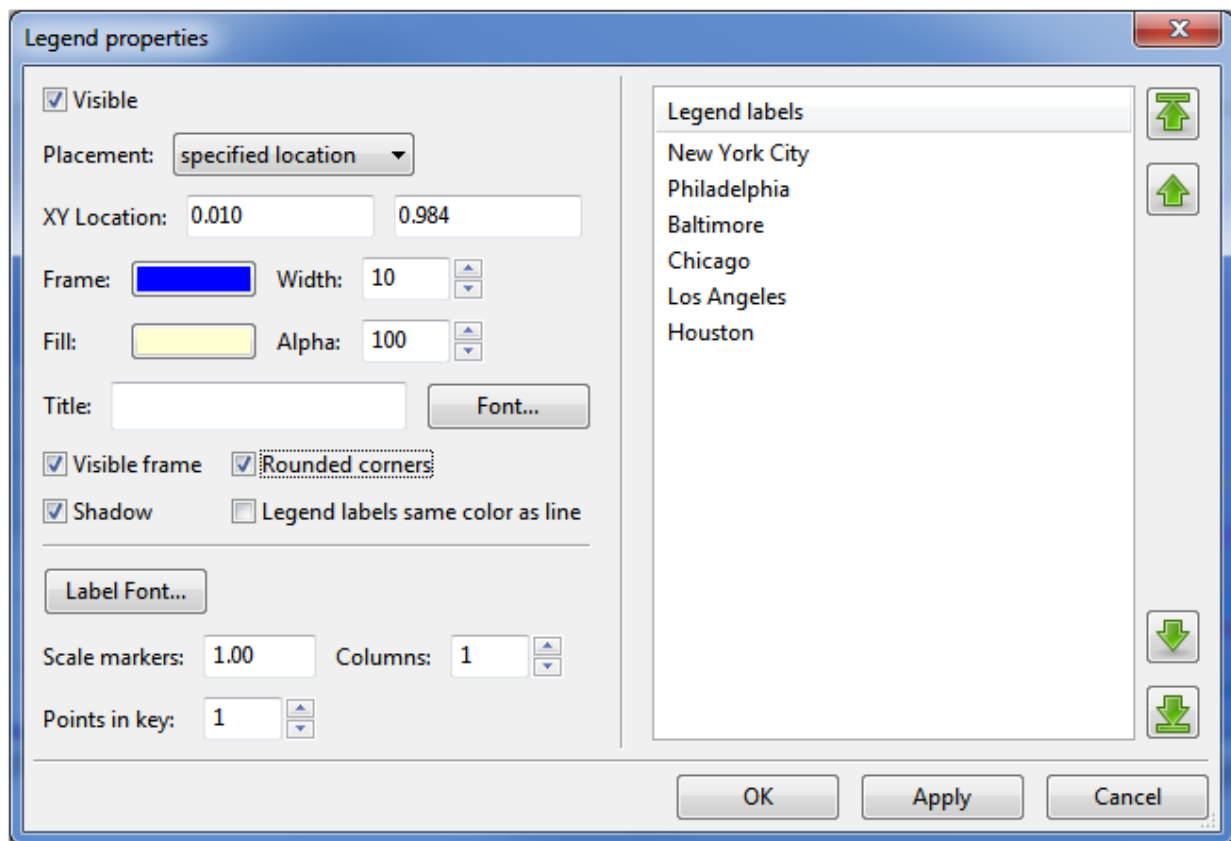 Legend properties
Visible
Placement: specified location
XY Location: 0.010 0.984
Frame: Width: 10
Fill: Alpha: 100
Title: Font...
Visible frame Rounded corners
Shadow Legend labels same color as line
Label Font...
Scale markers: 1.00 Columns: 1
Points in key: 1
Legend labels
New York City
Philadelphia
Baltimore
Chicago
Los Angeles
Houston
OK Apply Cancel